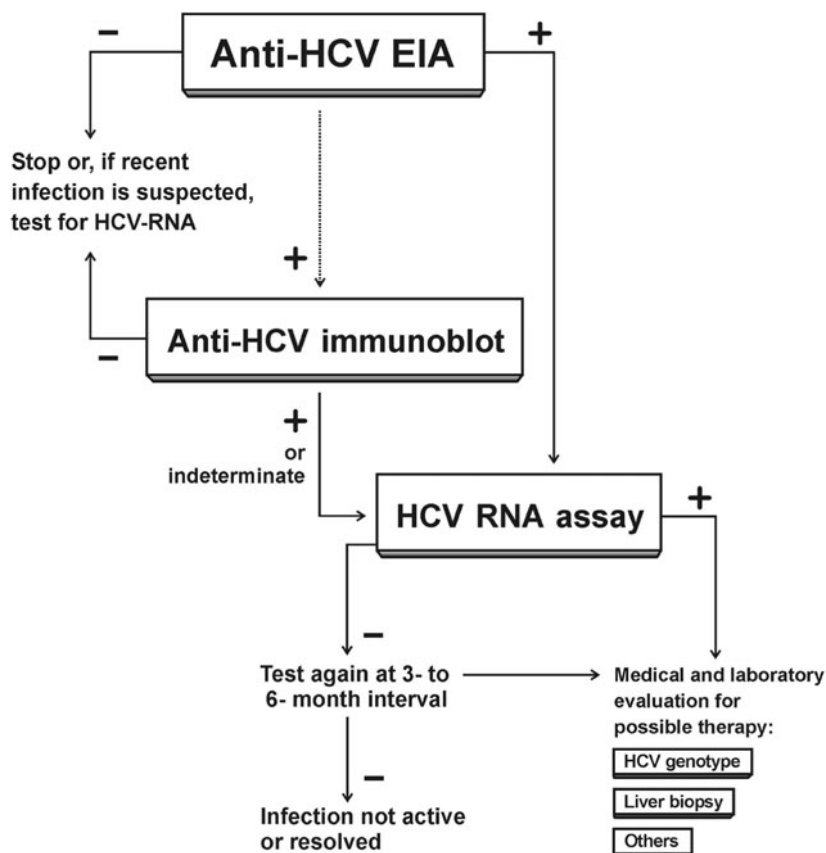 −
Anti-HCV EIA
+
Stop or, if recent
infection is suspected,
test for HCV-RNA
+
−
Anti-HCV immunoblot
+
or
indeterminate
HCV RNA assay
+
−
Test again at 3- to
6- month interval
−
Infection not active
or resolved
Medical and laboratory
evaluation for
possible therapy:
HCV genotype
Liver biopsy
Others